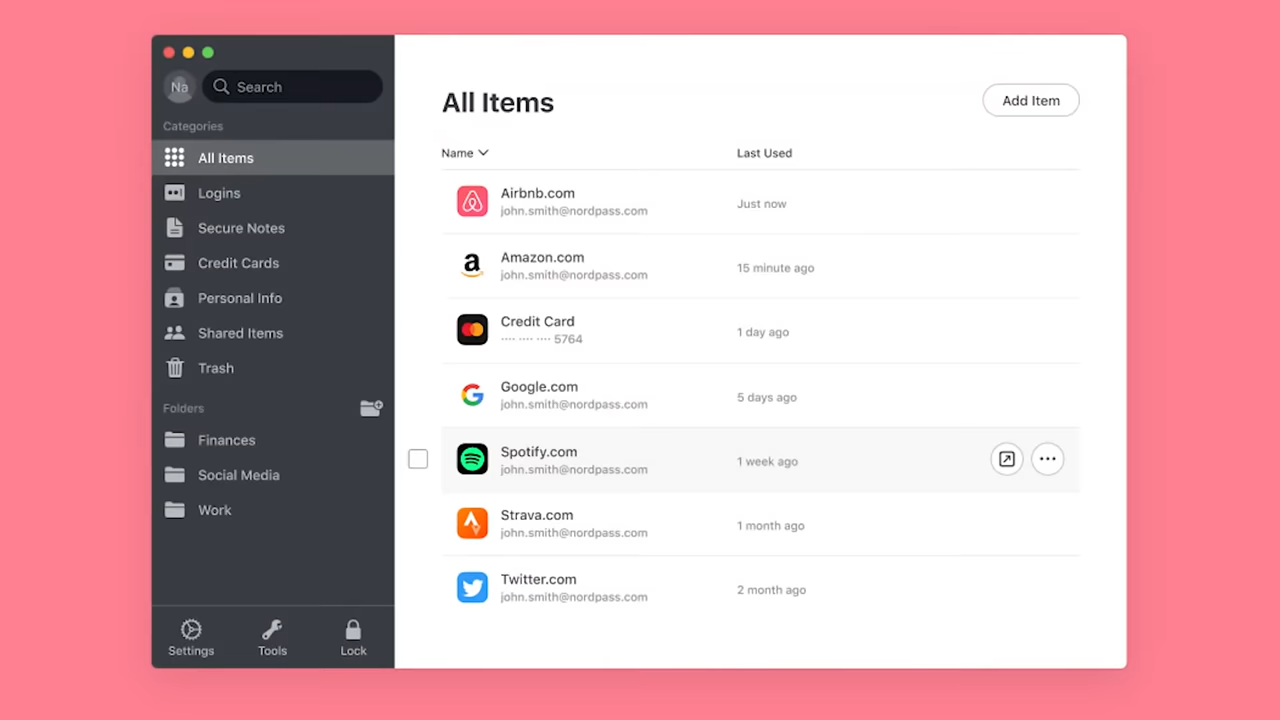 Na
Search
Categories
All Items
Logins
Secure Notes
Credit Cards
Personal Info
Shared Items
Trash
Folders
Finances
Social Media
Work
Settings Tools Lock
All Items
Add Item
Name Last Used
Airbnb.com
john.smith@nordpass.com
Just now
Amazon.com
john.smith@nordpass.com
15 minute ago
Credit Card
···· ···· ···· 5764
1 day ago
Google.com
john.smith@nordpass.com
5 days ago
Spotify.com
john.smith@nordpass.com
1 week ago
Strava.com
john.smith@nordpass.com
1 month ago
Twitter.com
john.smith@nordpass.com
2 month ago